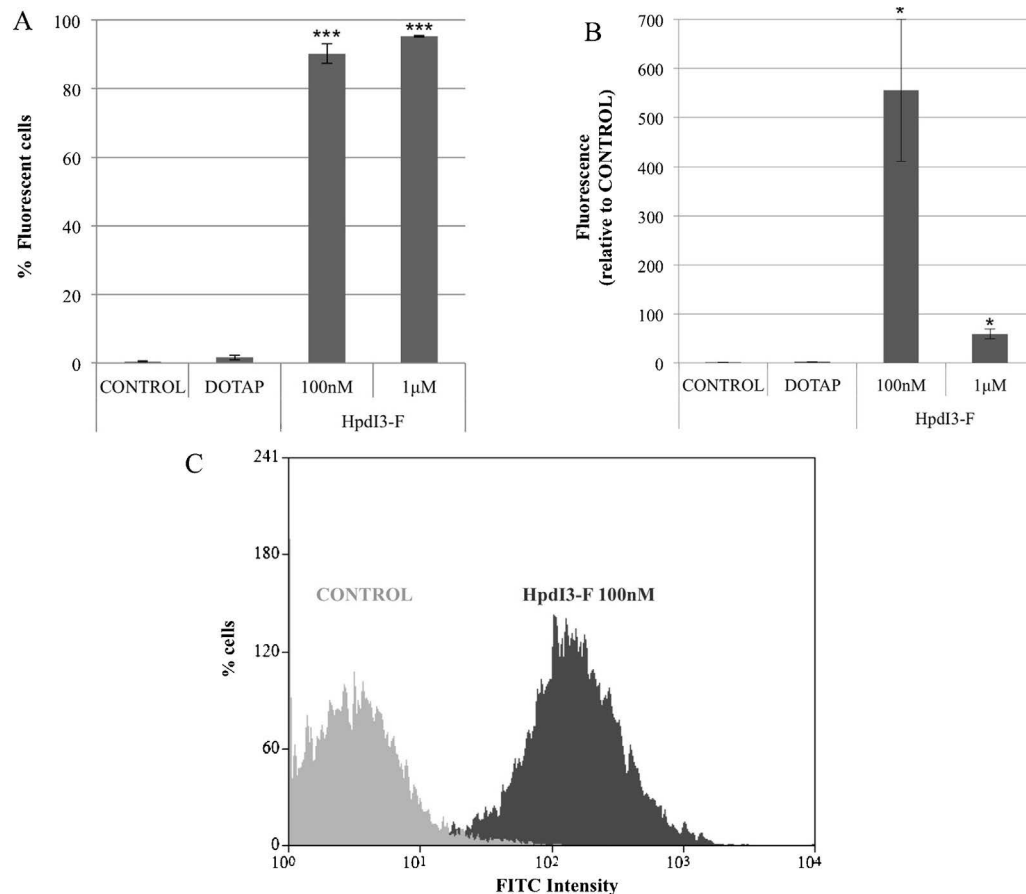 A
% Fluorescent cells
100
80
60
40
20
0
***
***
CONTROL DOTAP 100nM 1µM
HpdI3-F
B
Fluorescence
(relative to CONTROL)
700
600
500
400
300
200
100
0
*
*
CONTROL DOTAP 100nM 1µM
HpdI3-F
C
% cells
241
180
120
60
0
CONTROL HpdI3-F 100nM
10⁰ 10¹ 10² 10³ 10⁴
FITC Intensity